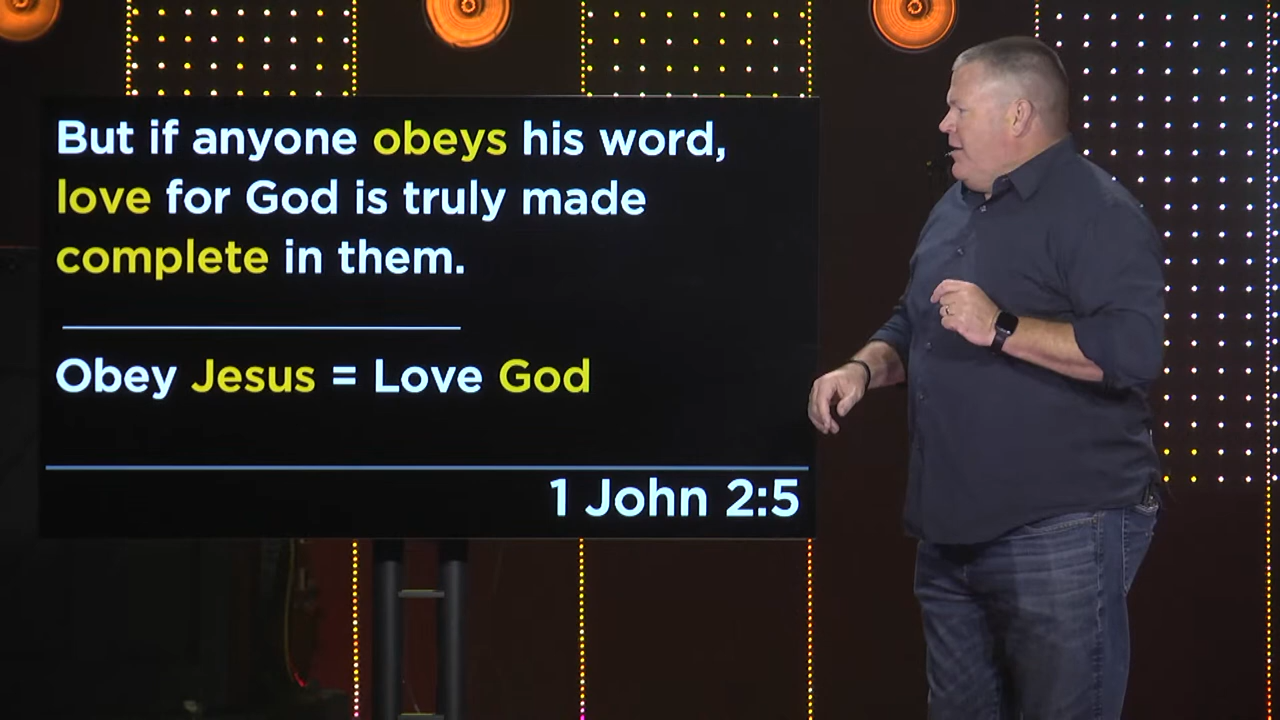 But if anyone obeys his word,
love for God is truly made
complete in them.
Obey Jesus = Love God
1 John 2:5